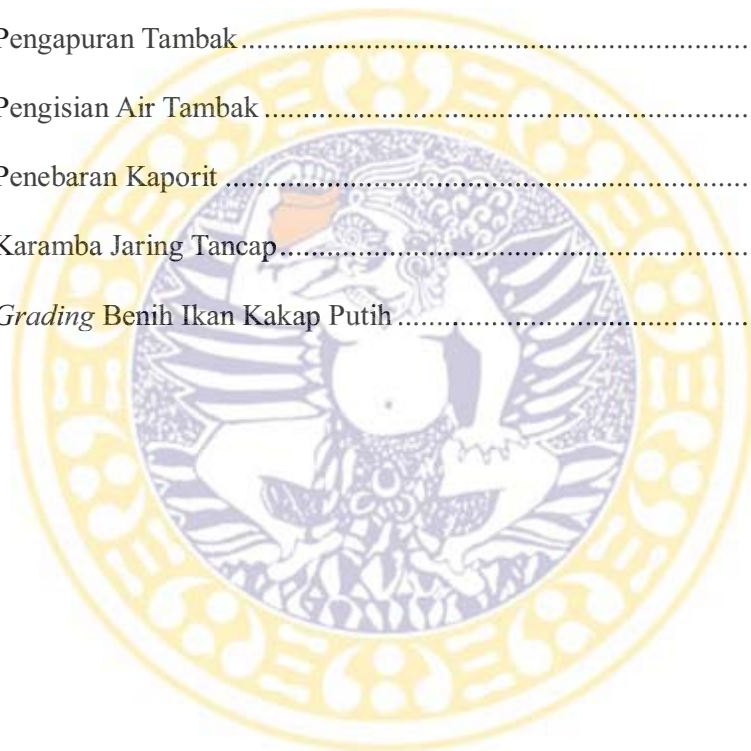 Pengapuran Tambak........................................................................
Pengisian Air Tambak.....................................................................
Penebaran Kaporit..........................................................................
Karamba Jaring Tancap...................................................................
Grading Benih Ikan Kakap Putih....................................................